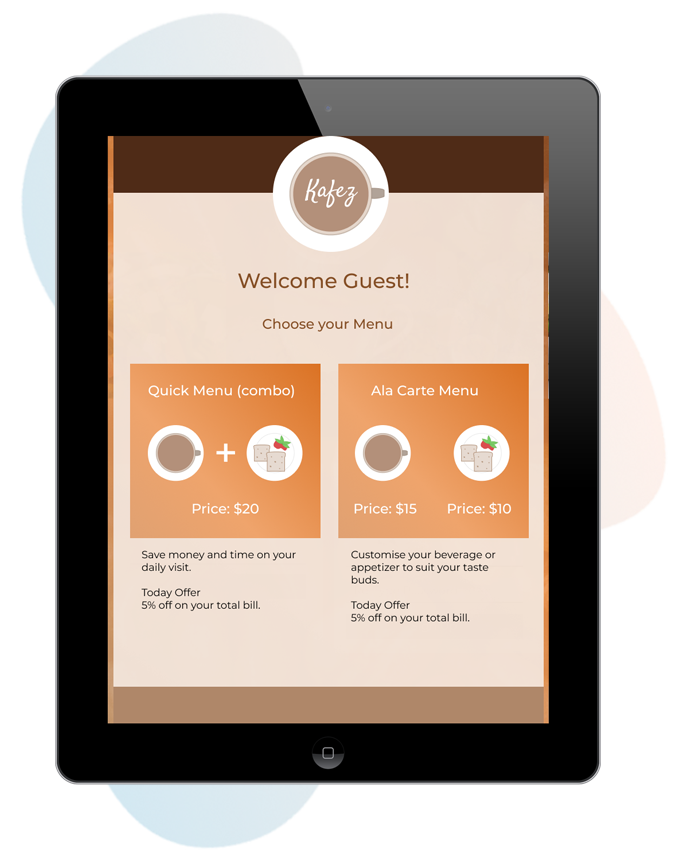 Kafez
Welcome Guest!
Choose your Menu
Quick Menu (combo)
+
Price: $20
Save money and time on your
daily visit.
Today Offer
5% off on your total bill.
Ala Carte Menu
Price: $15
Price: $10
Customise your beverage or
appetizer to suit your taste
buds.
Today Offer
5% off on your total bill.